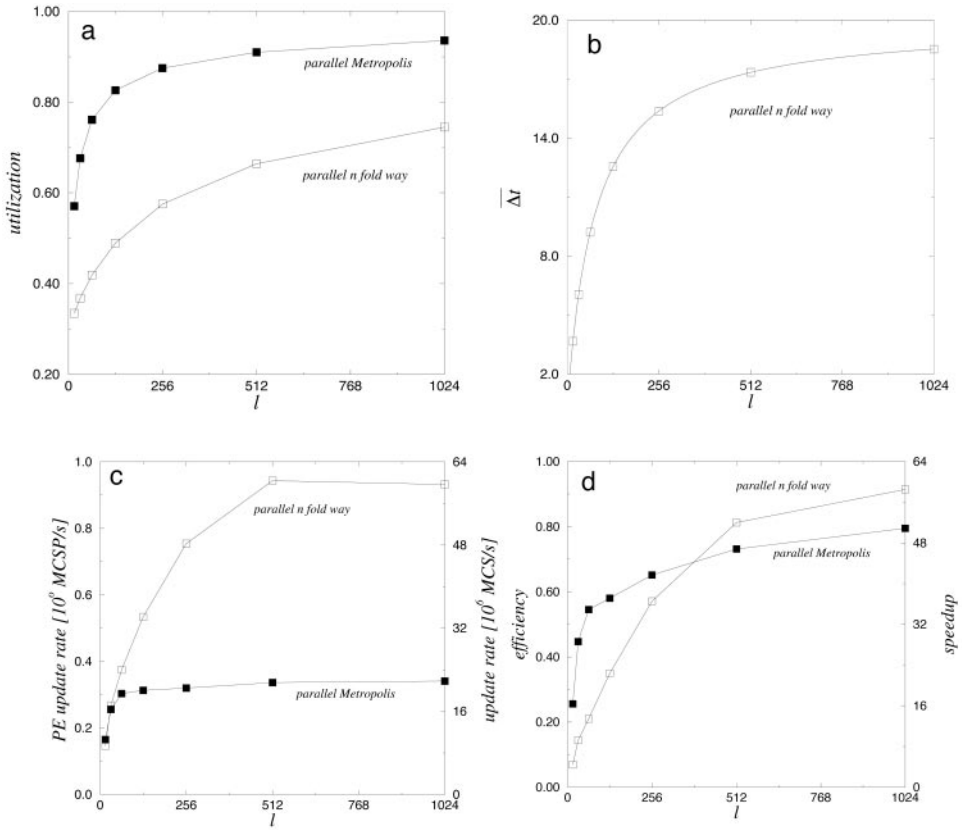 a
1.00
0.80
0.60
0.40
0.20
utilization
parallel Metropolis
parallel n fold way
0
256
512
768
1024
l
b
20.0
14.0
8.0
2.0
Δt
parallel n fold way
0
256
512
768
1024
l
c
1.0
0.8
0.6
0.4
0.2
0.0
PE update rate [10⁶ MCSP/s]
parallel n fold way
parallel Metropolis
64
48
32
16
0
update rate [10⁶ MCS/s]
0
256
512
768
1024
l
d
1.00
0.80
0.60
0.40
0.20
0.00
efficiency
parallel n fold way
parallel Metropolis
64
48
32
16
0
speedup
0
256
512
768
1024
l